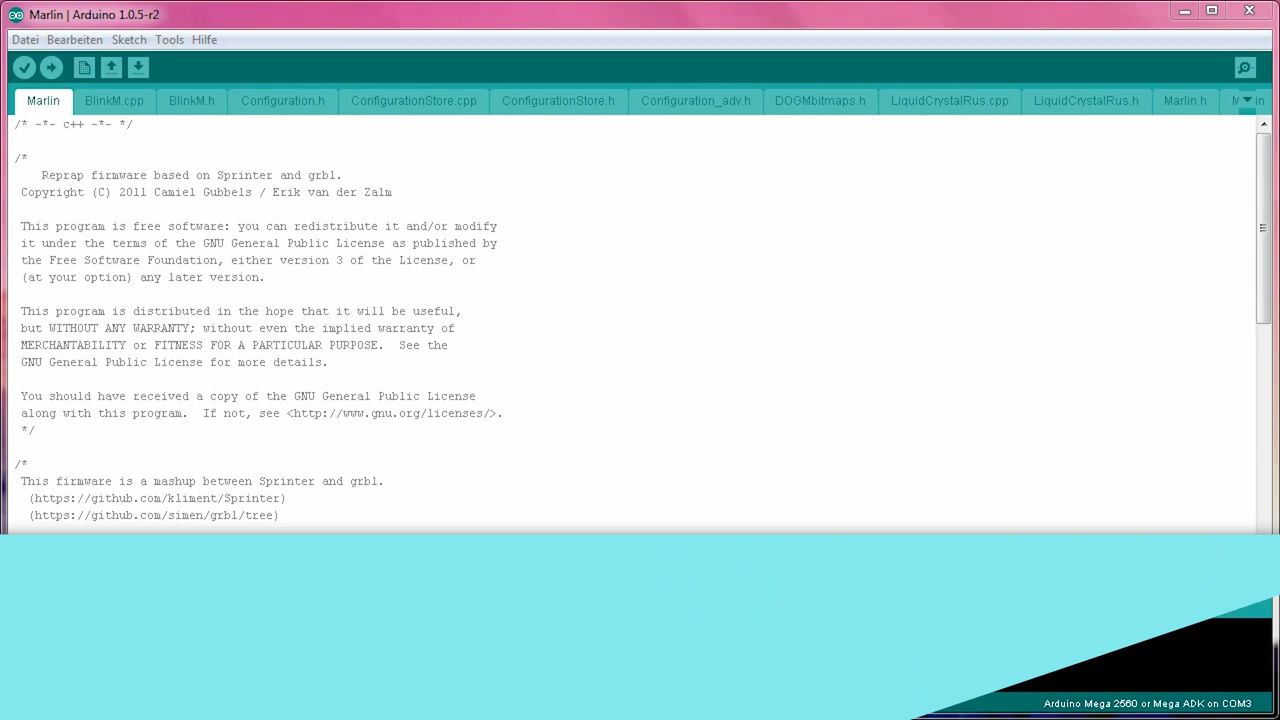 Marlin | Arduino 1.0.5-r2
Datei Bearbeiten Sketch Tools Hilfe
Marlin BlinkM.cpp BlinkM.h Configuration.h ConfigurationStore.cpp ConfigurationStore.h Configuration_adv.h DOGMbitmaps.h LiquidCrystalRus.cpp LiquidCrystalRus.h Marlin.h
/* -*- c++ -*- */
/*
Reprap firmware based on Sprinter and grbl.
Copyright (C) 2011 Camiel Gubbels / Erik van der Zalm
This program is free software: you can redistribute it and/or modify
it under the terms of the GNU General Public License as published by
the Free Software Foundation, either version 3 of the License, or
(at your option) any later version.
This program is distributed in the hope that it will be useful,
but WITHOUT ANY WARRANTY; without even the implied warranty of
MERCHANTABILITY or FITNESS FOR A PARTICULAR PURPOSE.  See the
GNU General Public License for more details.
You should have received a copy of the GNU General Public License
along with this program.  If not, see <http://www.gnu.org/licenses/>.
*/
/*
This firmware is a mashup between Sprinter and grbl.
(https://github.com/kliment/Sprinter)
(https://github.com/simen/grbl/tree)
Arduino Mega 2560 or Mega ADK on COM3